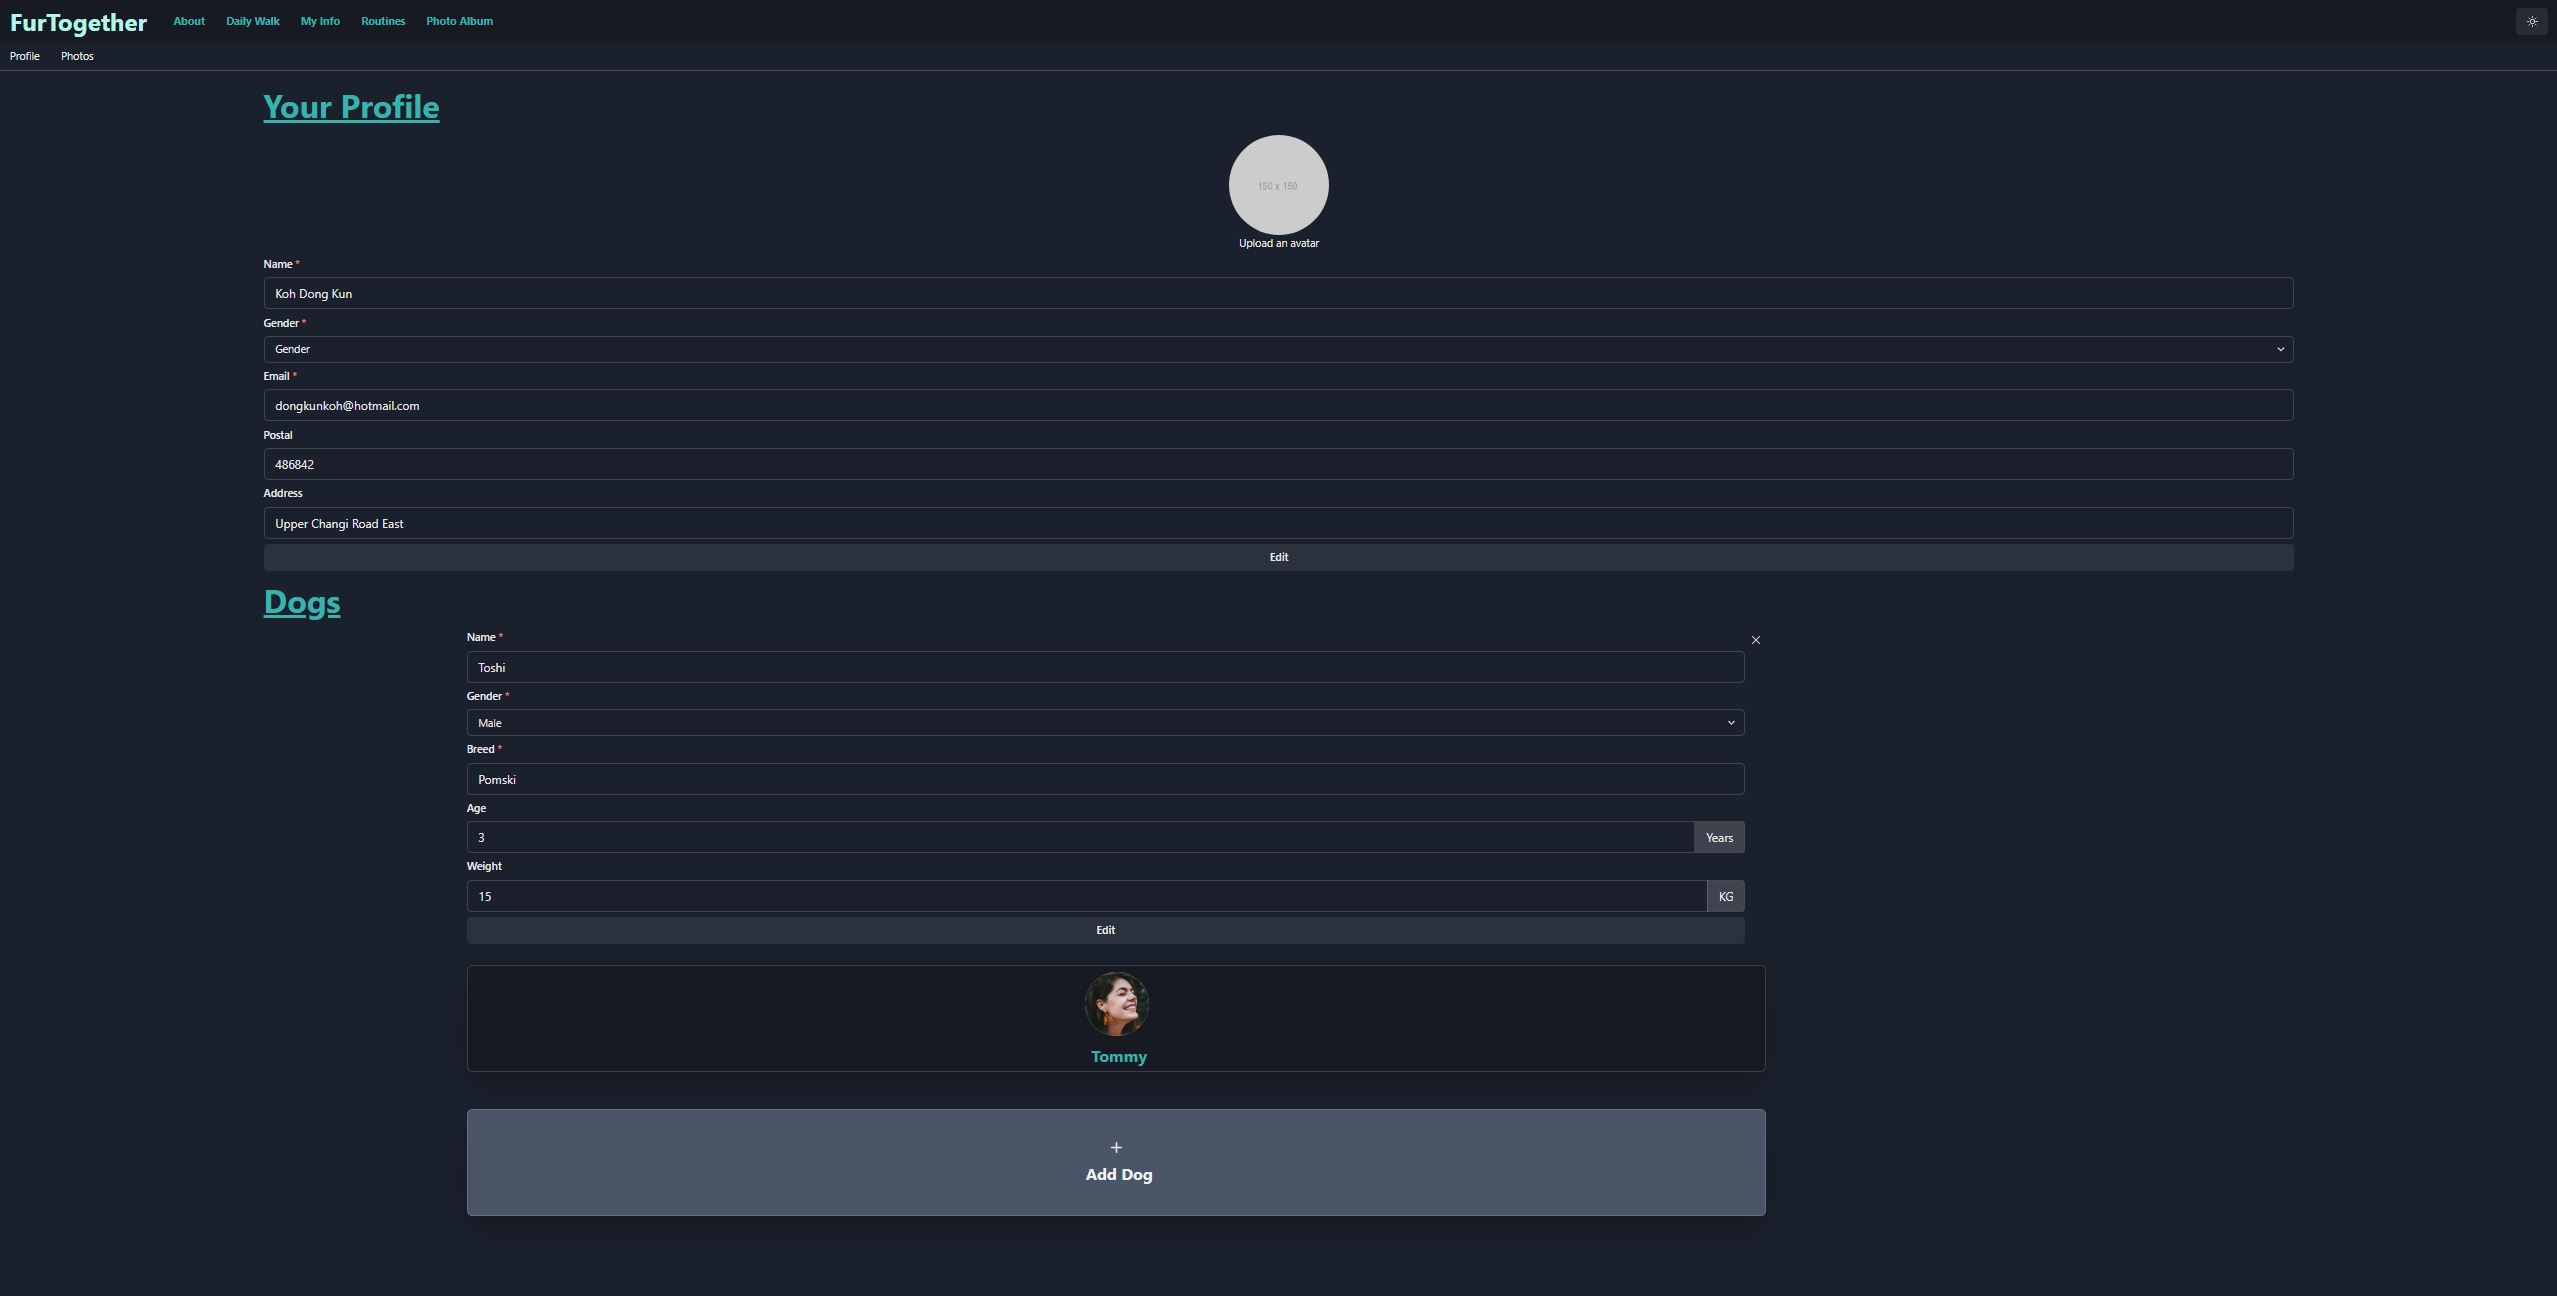 FurTogether About Daily Walk My Info Routines Photo Album
Profile Photos
Your Profile
150 x 150
Upload an avatar
Name *
Koh Dong Kun
Gender *
Gender
Email *
dongkunkoh@hotmail.com
Postal
486842
Address
Upper Changi Road East
Edit
Dogs
Name *
Toshi
Gender *
Male
Breed *
Pomski
Age
3 Years
Weight
15 KG
Edit
Tommy
+
Add Dog